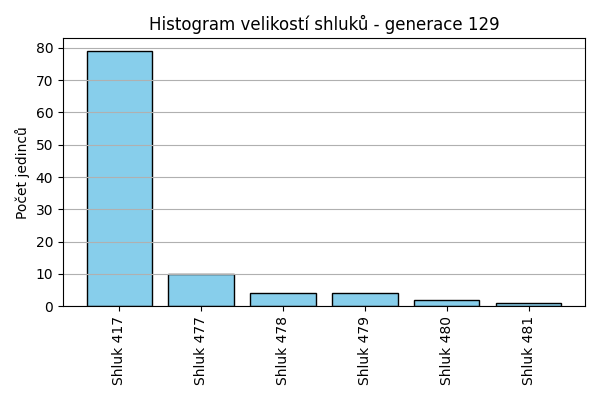 Histogram velikostí shluků - generace 129
Počet jedinců
80
70
60
50
40
30
20
10
0
Shluk 417
Shluk 477
Shluk 478
Shluk 479
Shluk 480
Shluk 481